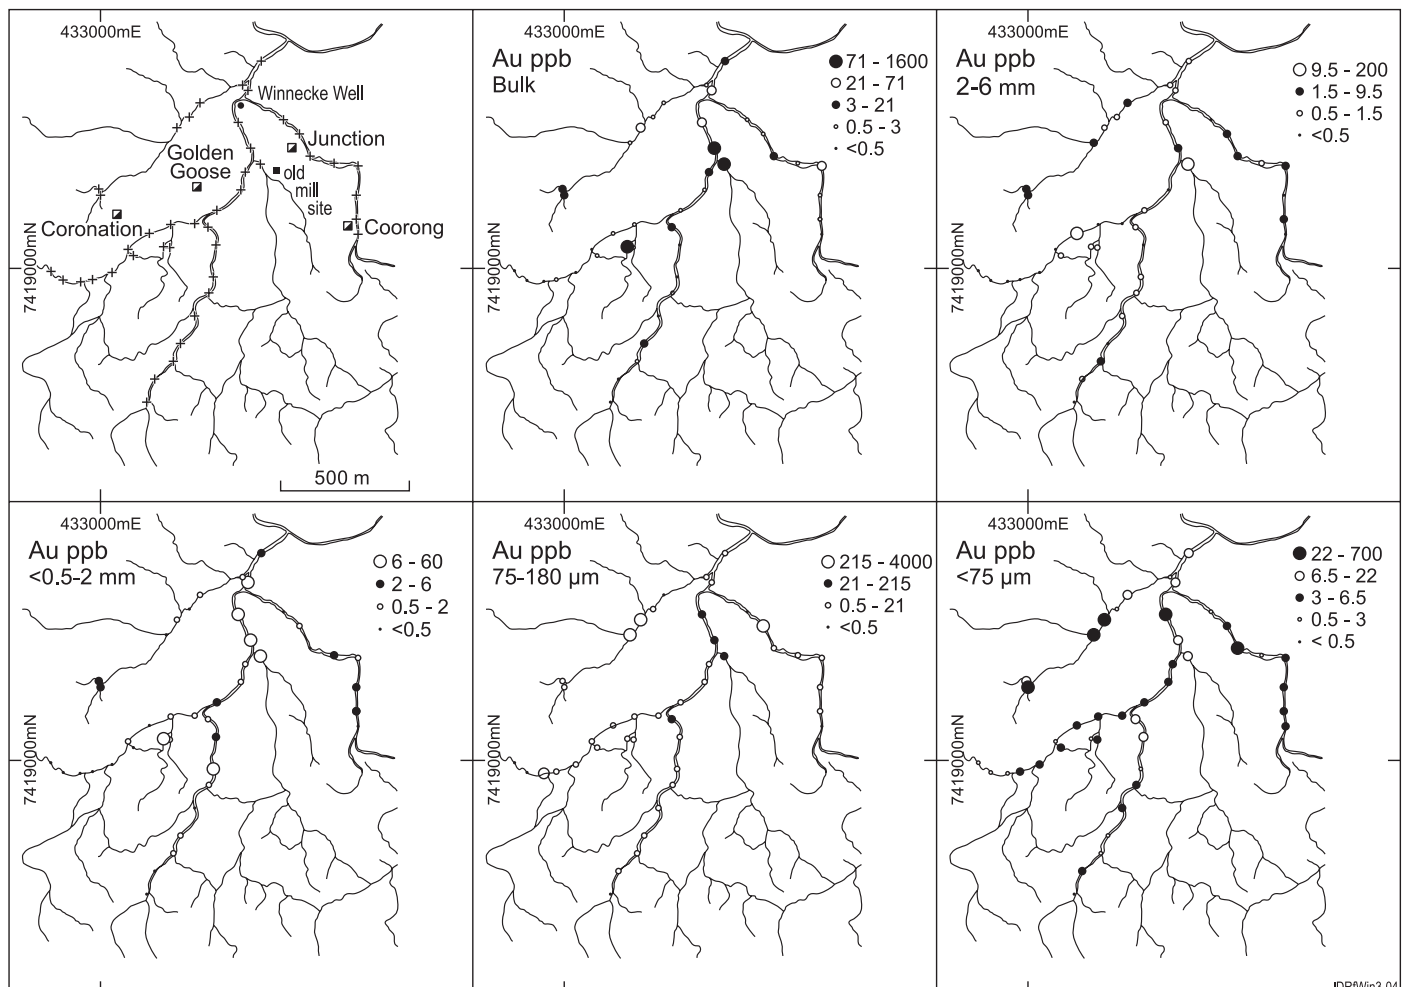 433000mE
Winnecke Well
Junction
Golden
Goose
old
mill
site
Coronation
Coorong
7419000mN
500 m
433000mE
Au ppb
Bulk
71 - 1600
21 - 71
3 - 21
0.5 - 3
<0.5
7419000mN
433000mE
Au ppb
2-6 mm
9.5 - 200
1.5 - 9.5
0.5 - 1.5
<0.5
7419000mN
433000mE
Au ppb
<0.5-2 mm
6 - 60
2 - 6
0.5 - 2
<0.5
7419000mN
433000mE
Au ppb
75-180 µm
215 - 4000
21 - 215
0.5 - 21
<0.5
7419000mN
433000mE
Au ppb
<75 µm
22 - 700
6.5 - 22
3 - 6.5
0.5 - 3
< 0.5
7419000mN